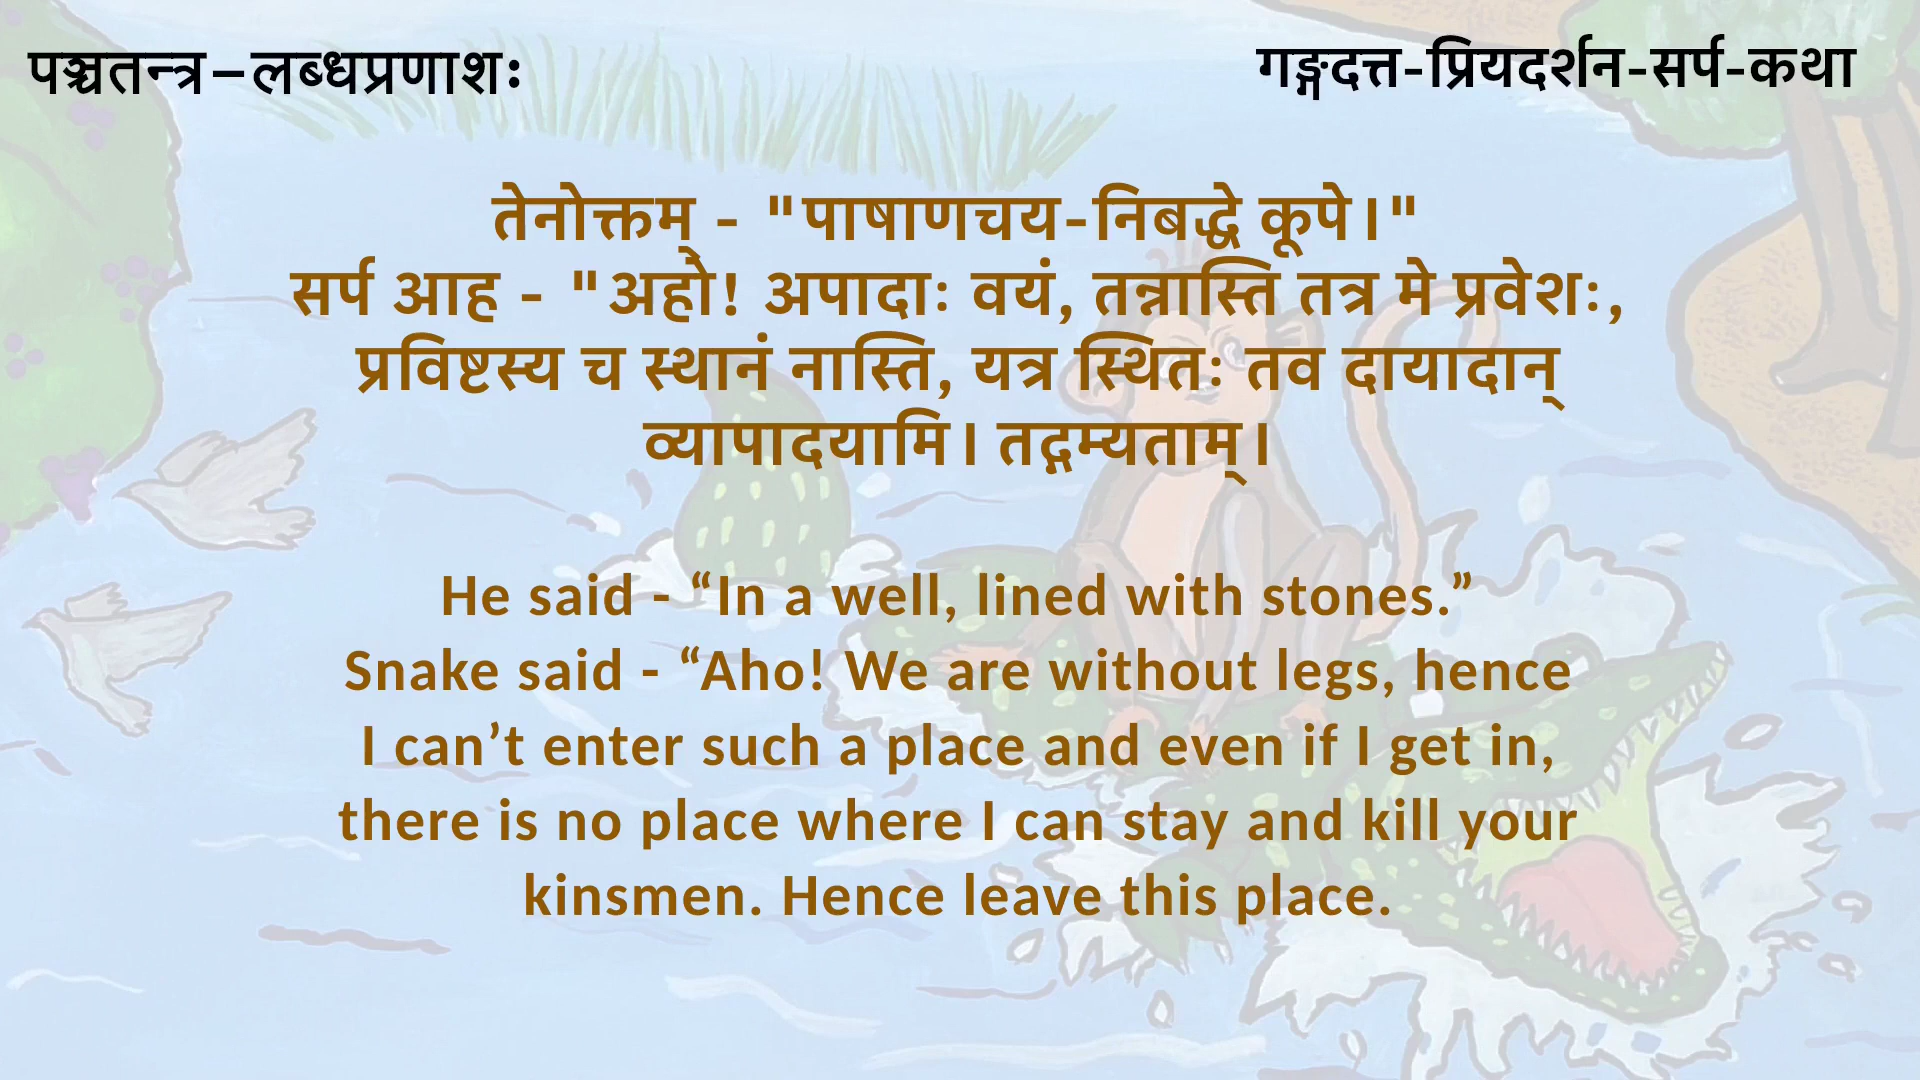 पञ्चतन्त्र–लब्धप्रणाशः
गङ्गदत्त-प्रियदर्शन-सर्प-कथा
तेनोक्तम् - "पाषाणचय-निबद्धे कूपे।"
सर्प आह - "अहो! अपादाः वयं, तन्नास्ति तत्र मे प्रवेशः,
प्रविष्टस्य च स्थानं नास्ति, यत्र स्थितः तव दायादान्
व्यापादयामि। तद्गम्यताम्।
He said - “In a well, lined with stones.”
Snake said - “Aho! We are without legs, hence
I can’t enter such a place and even if I get in,
there is no place where I can stay and kill your
kinsmen. Hence leave this place.